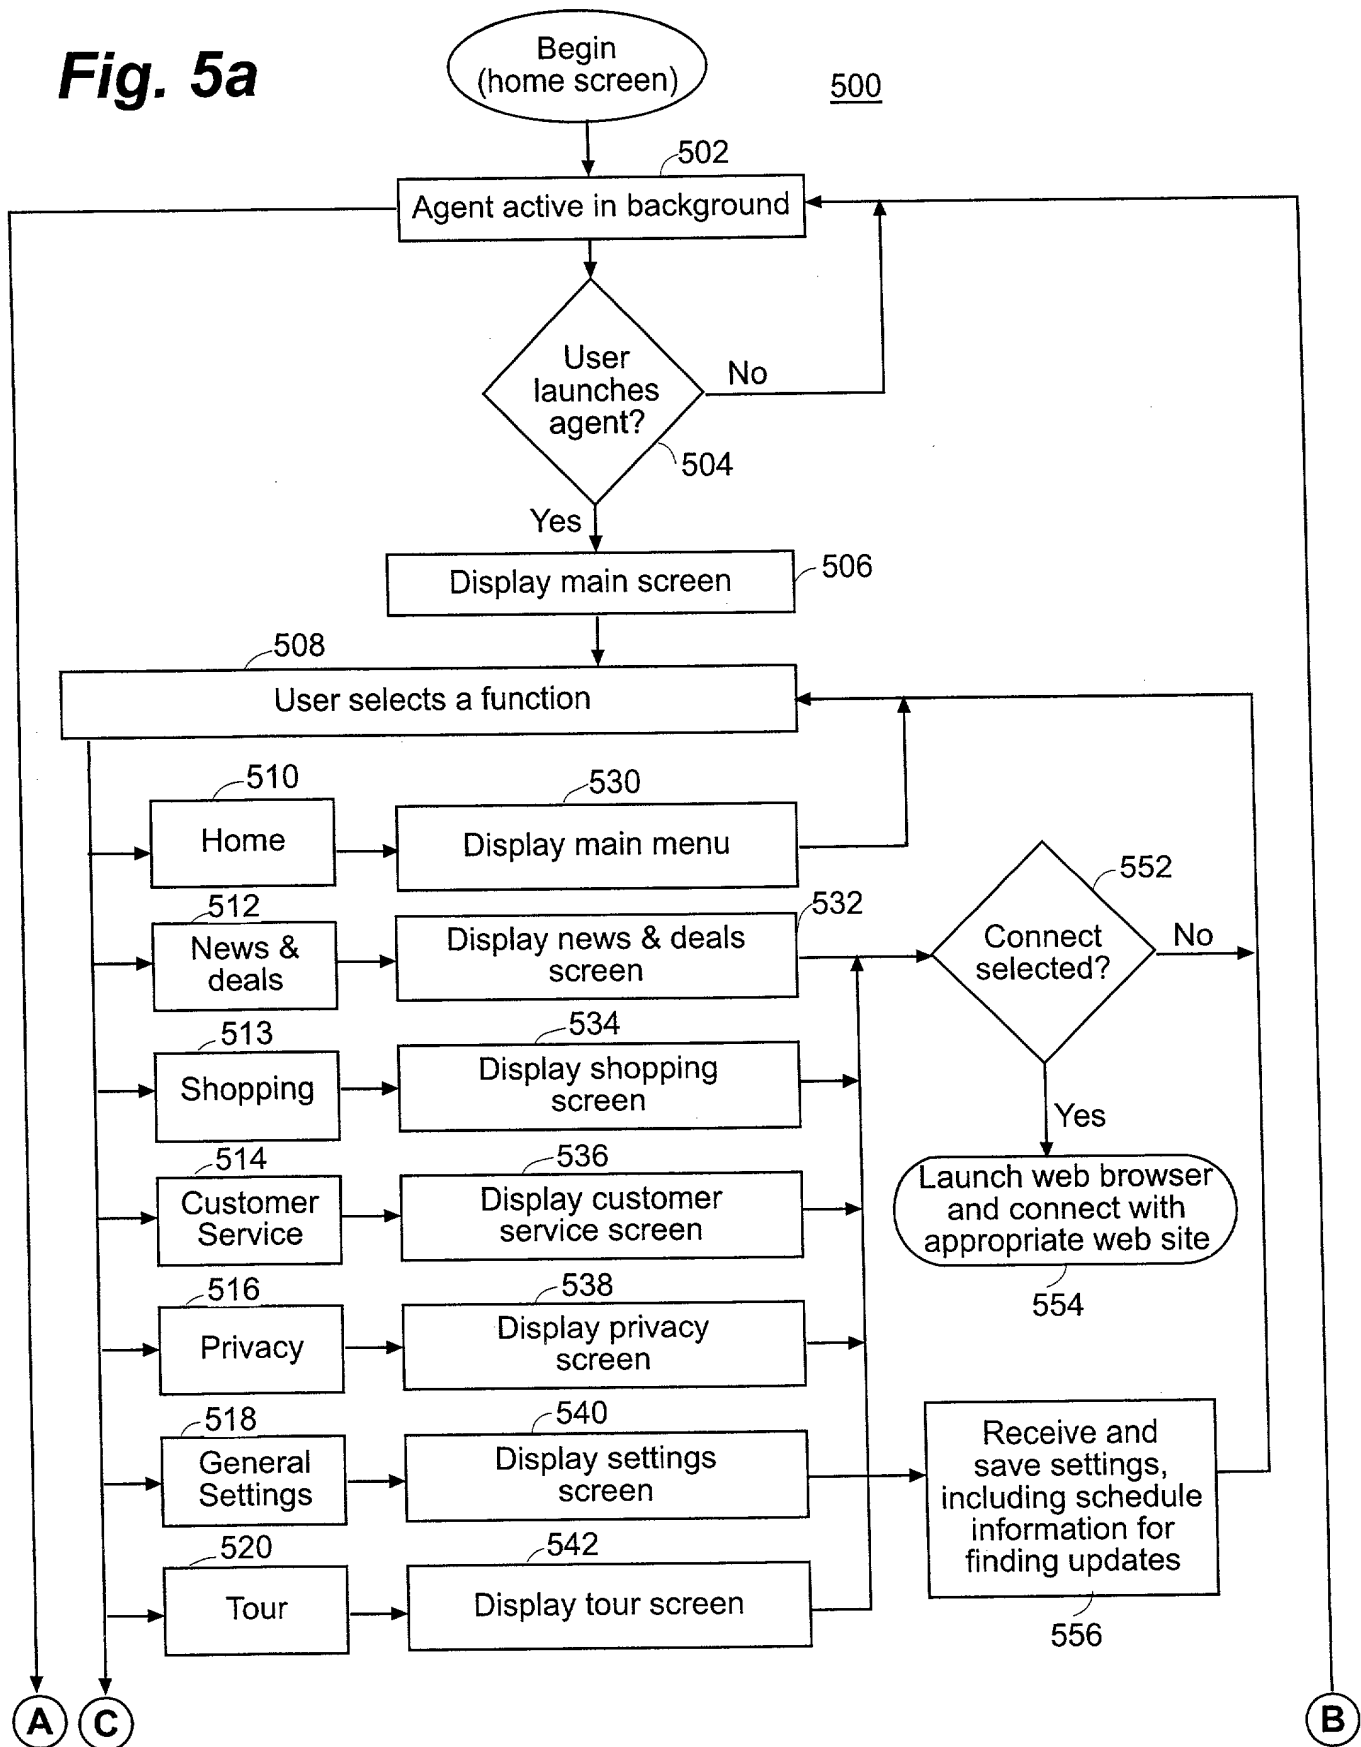 Fig. 5a
Begin
(home screen)
500
502
Agent active in background
User
launches
agent?
No
504
Yes
Display main screen
506
508
User selects a function
510
Home
530
Display main menu
512
News &
deals
Display news & deals
screen
532
552
Connect
selected?
No
Yes
513
Shopping
534
Display shopping
screen
514
Customer
Service
536
Display customer
service screen
Launch web browser
and connect with
appropriate web site
554
516
Privacy
538
Display privacy
screen
518
General
Settings
540
Display settings
screen
Receive and
save settings,
including schedule
information for
finding updates
556
520
Tour
542
Display tour screen
A
C
B